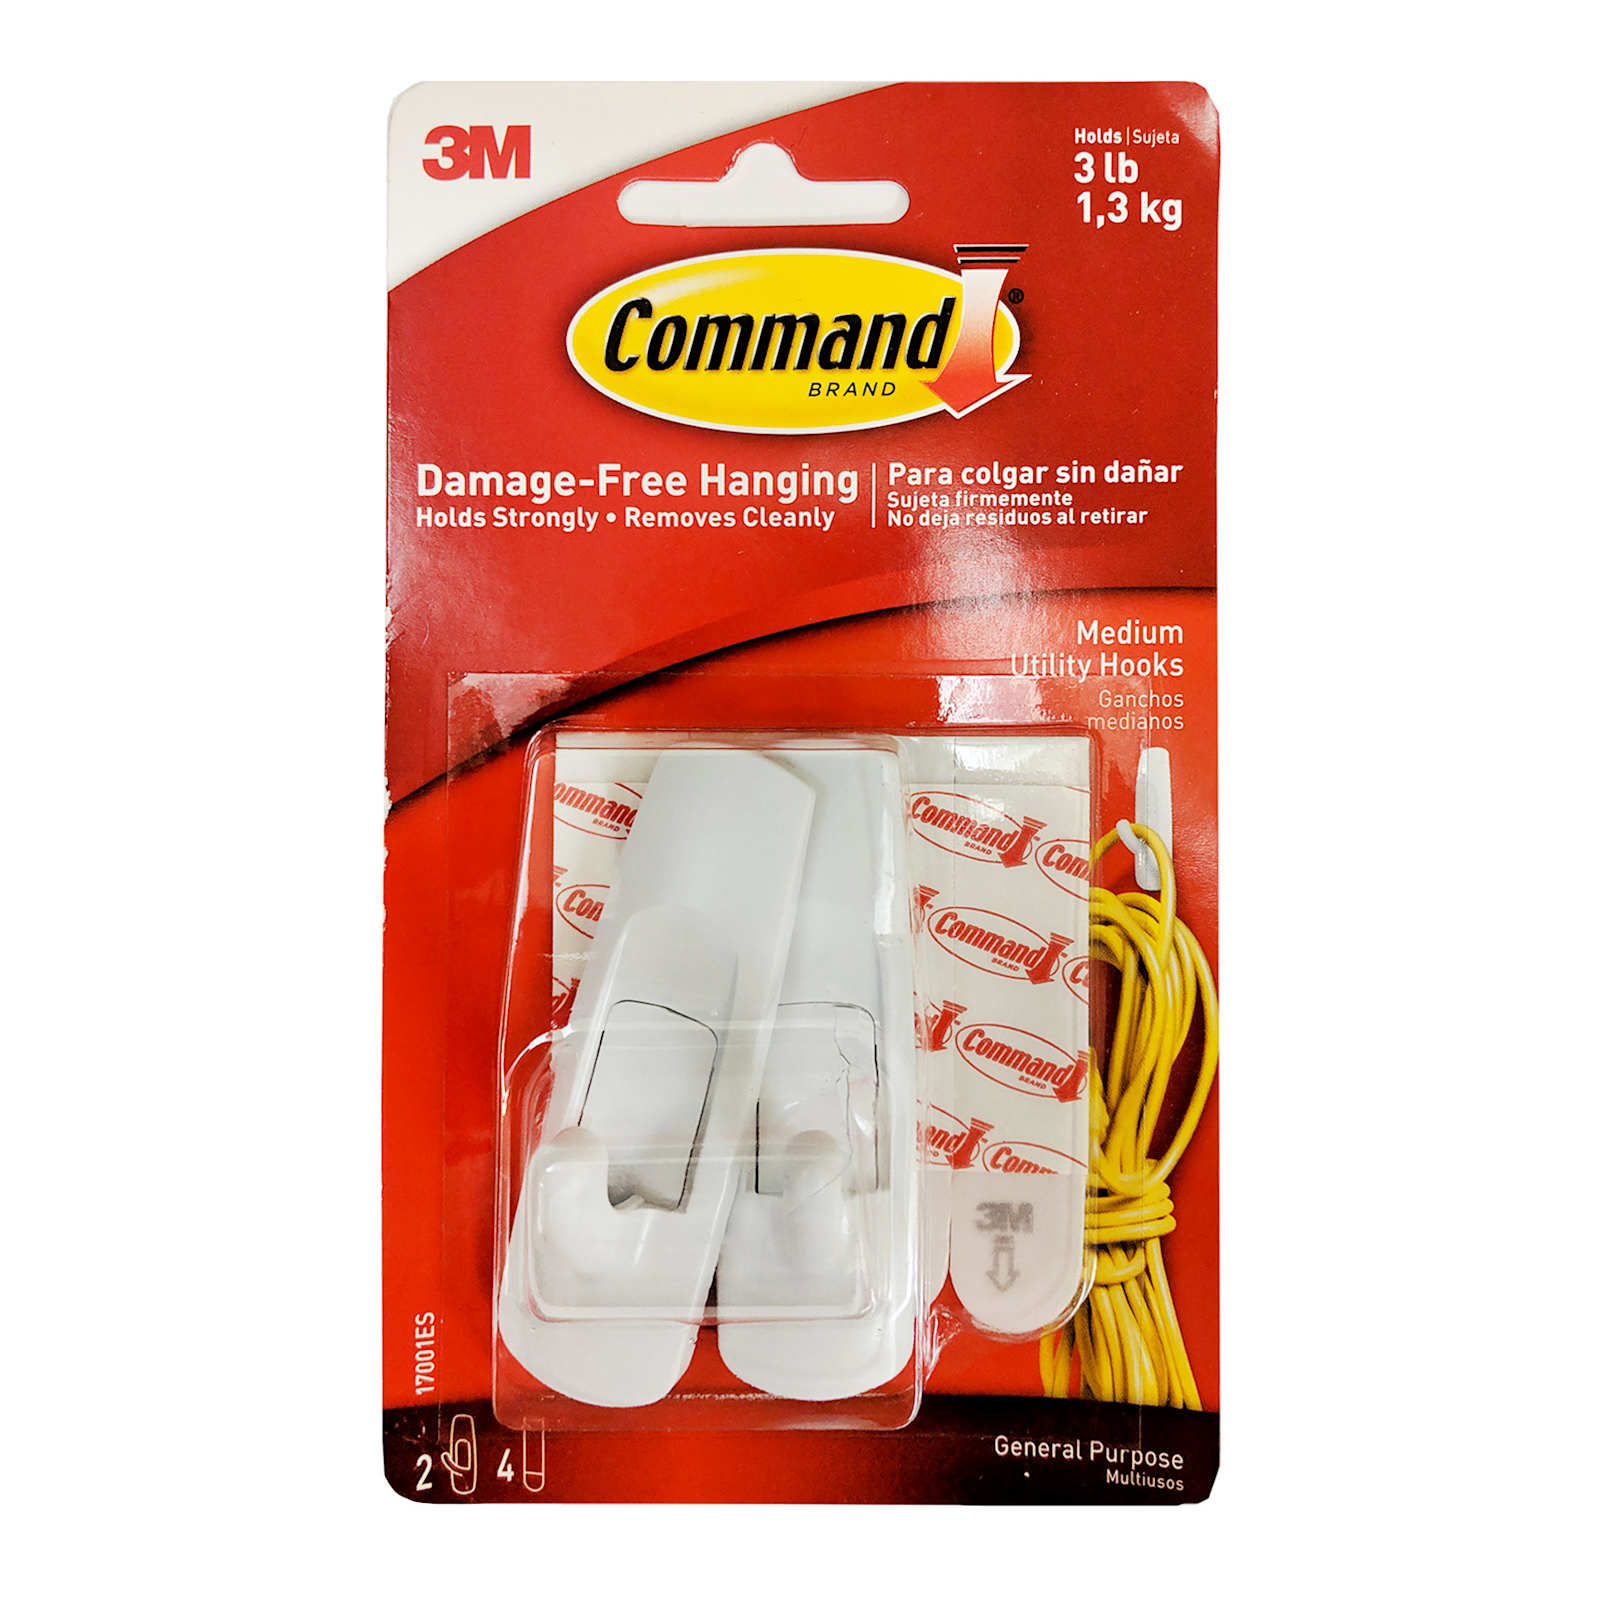 3M
Holds | Sujeta
3 lb
1,3 kg
Command®
BRAND
Damage-Free Hanging
Holds Strongly • Removes Cleanly
Para colgar sin dañar
Sujeta firmemente
No deja residuos al retirar
Medium
Utility Hooks
Ganchos
medianos
Command
BRAND
Command
BRAND
Command
BRAND
Command
BRAND
3M
17001ES
2
4
General Purpose
Multiusos